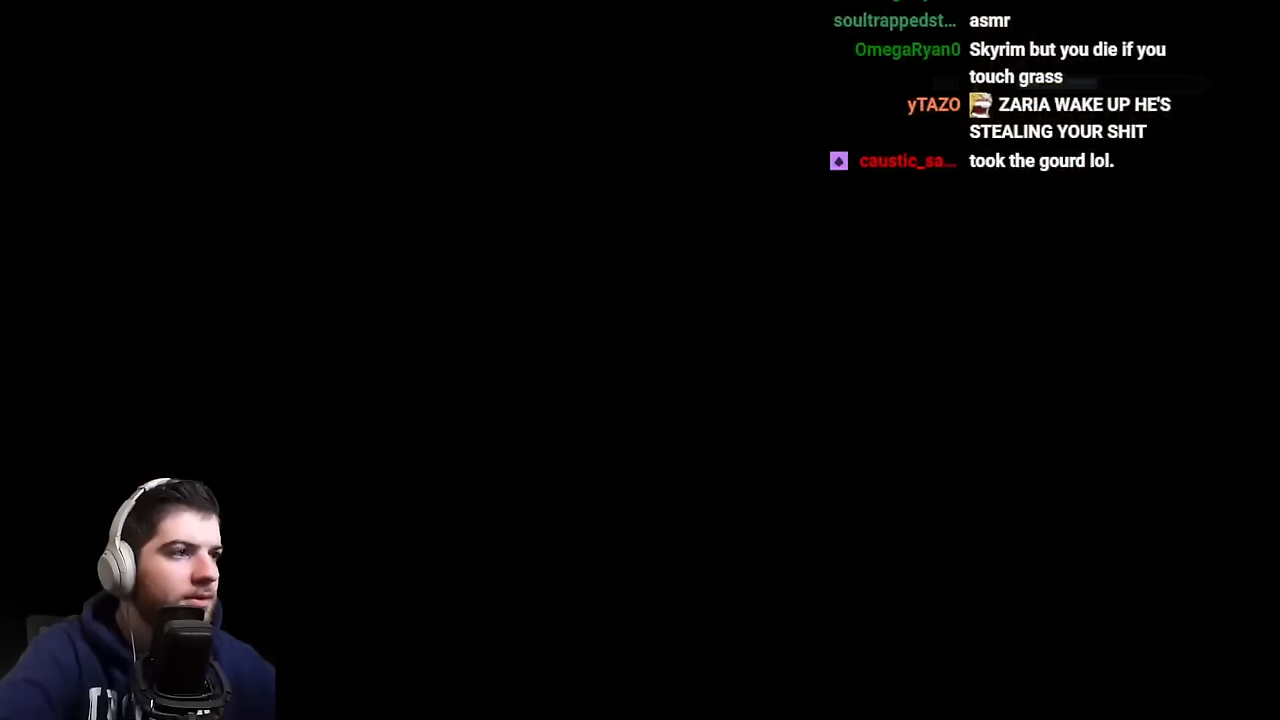 soultrappedst... asmr
OmegaRyan0 Skyrim but you die if you
touch grass
yTAZO ZARIA WAKE UP HE'S
STEALING YOUR SHIT
caustic_sa... took the gourd lol.